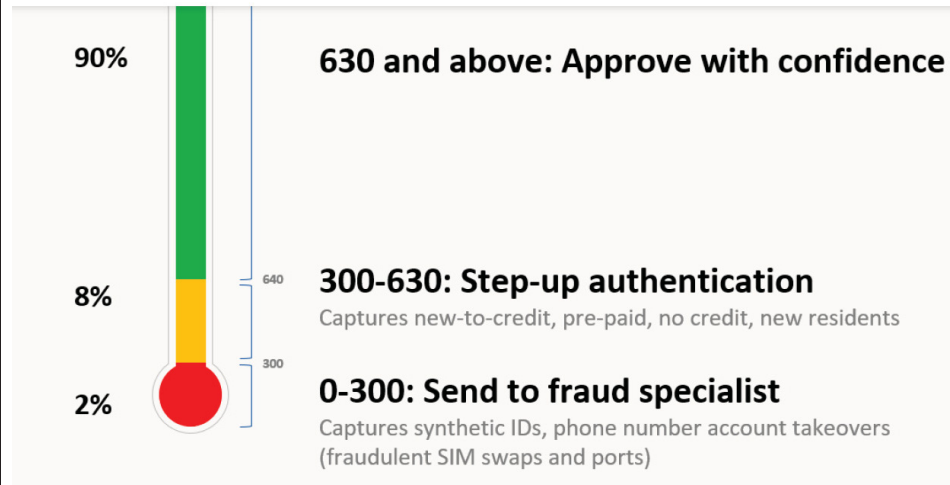 90%
630 and above: Approve with confidence
640
8%
300-630: Step-up authentication
Captures new-to-credit, pre-paid, no credit, new residents
300
2%
0-300: Send to fraud specialist
Captures synthetic IDs, phone number account takeovers
(fraudulent SIM swaps and ports)